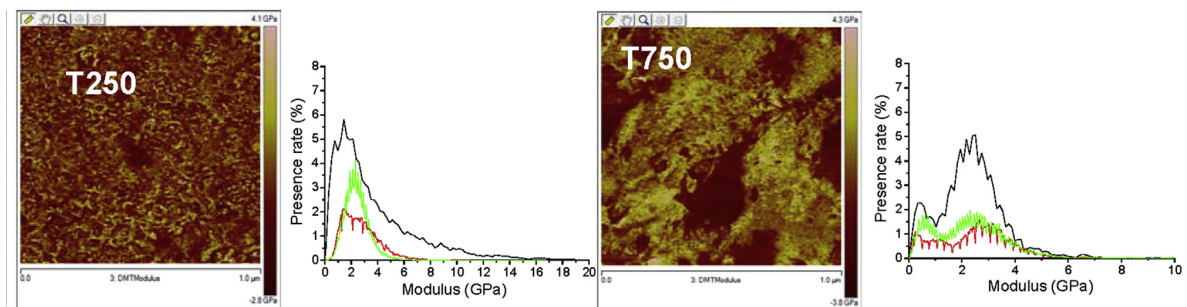 4.1 GPa
T250
0.0
3: DMTModulus
1.0 µm
-2.8 GPa
8
7
6
5
4
3
2
1
0
Presence rate (%)
0 2 4 6 8 10 12 14 16 18 20
Modulus (GPa)
4.3 GPa
T750
0.0
3: DMTModulus
1.0 µm
-3.8 GPa
8
7
6
5
4
3
2
1
0
Presence rate (%)
0 2 4 6 8 10
Modulus (GPa)